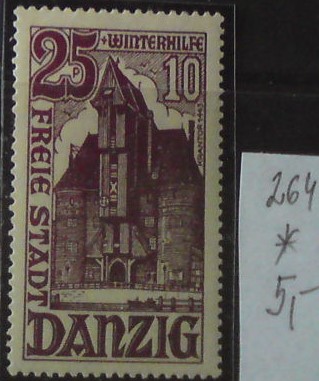 25+WINTERHILFE
10
KRANTOR 1443
FREIE STADT
DANZIG
264
*
5,-